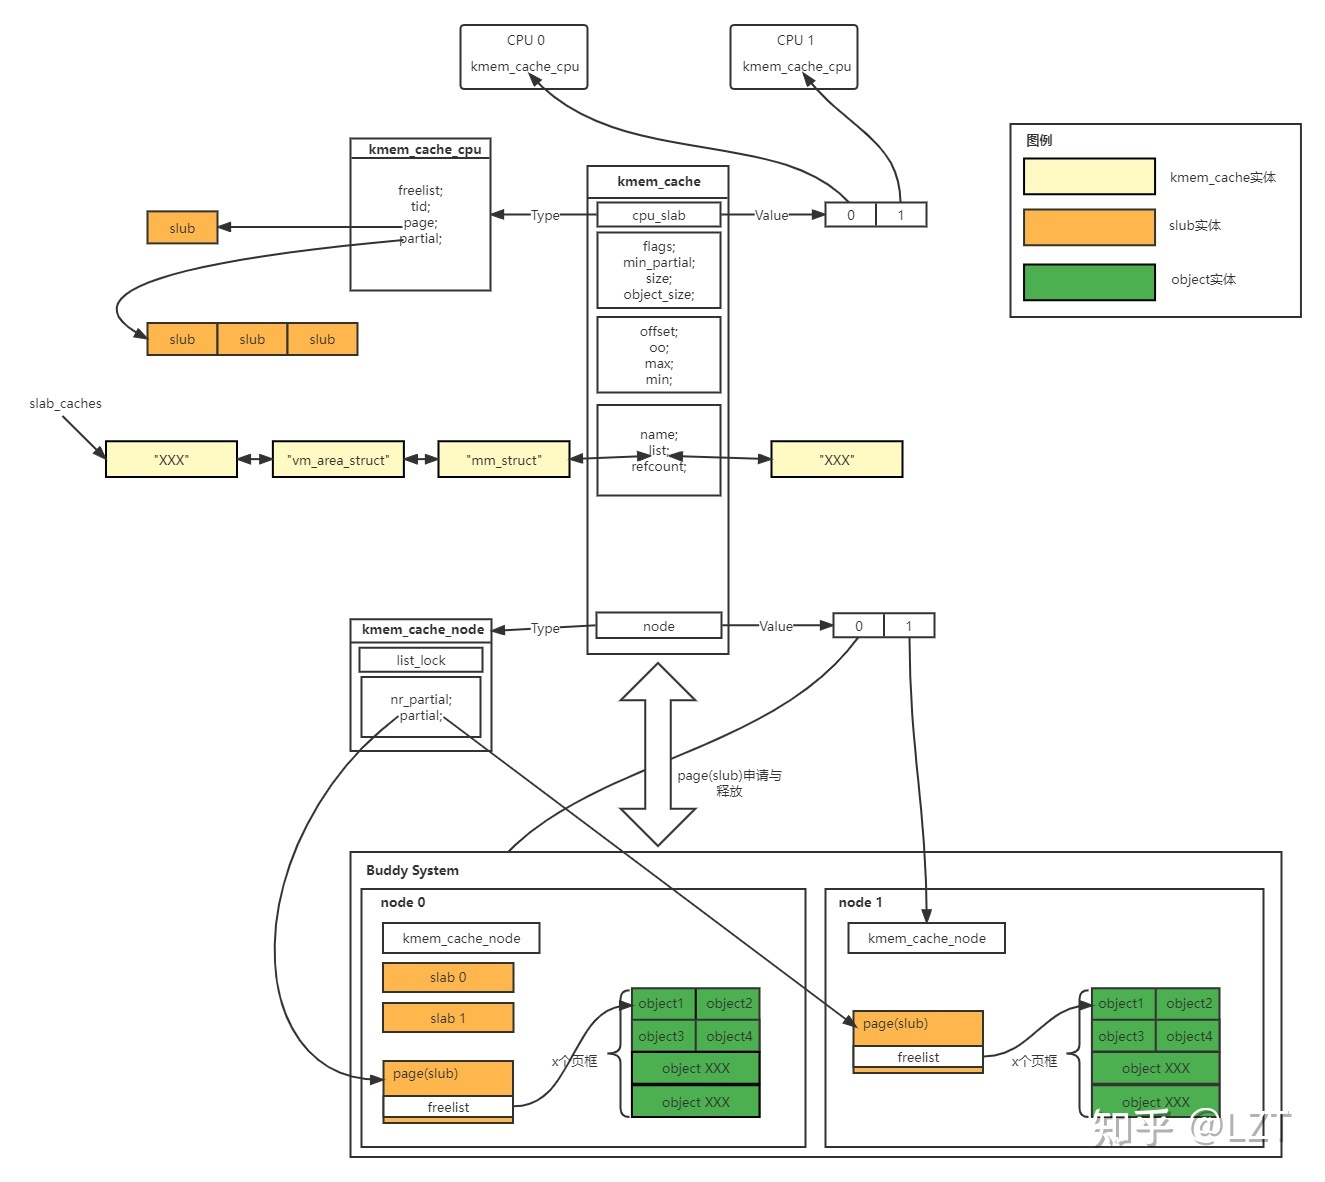 CPU 0
kmem_cache_cpu
CPU 1
kmem_cache_cpu
图例
kmem_cache实体
slub实体
object实体
kmem_cache_cpu
freelist;
tid;
page;
partial;
slub
slub
slub
slub
kmem_cache
cpu_slab
Type
Value
0
1
flags;
min_partial;
size;
object_size;
offset;
oo;
max;
min;
name;
list;
refcount;
slab_caches
"XXX"
"vm_area_struct"
"mm_struct"
"XXX"
node
Type
Value
0
1
kmem_cache_node
list_lock
nr_partial;
partial;
page(slub)申请与
释放
Buddy System
node 0
kmem_cache_node
slab 0
slab 1
page(slub)
freelist
x个页框
object1
object2
object3
object4
object XXX
object XXX
node 1
kmem_cache_node
page(slub)
freelist
x个页框
object1
object2
object3
object4
object XXX
object XXX
知乎 @LZT